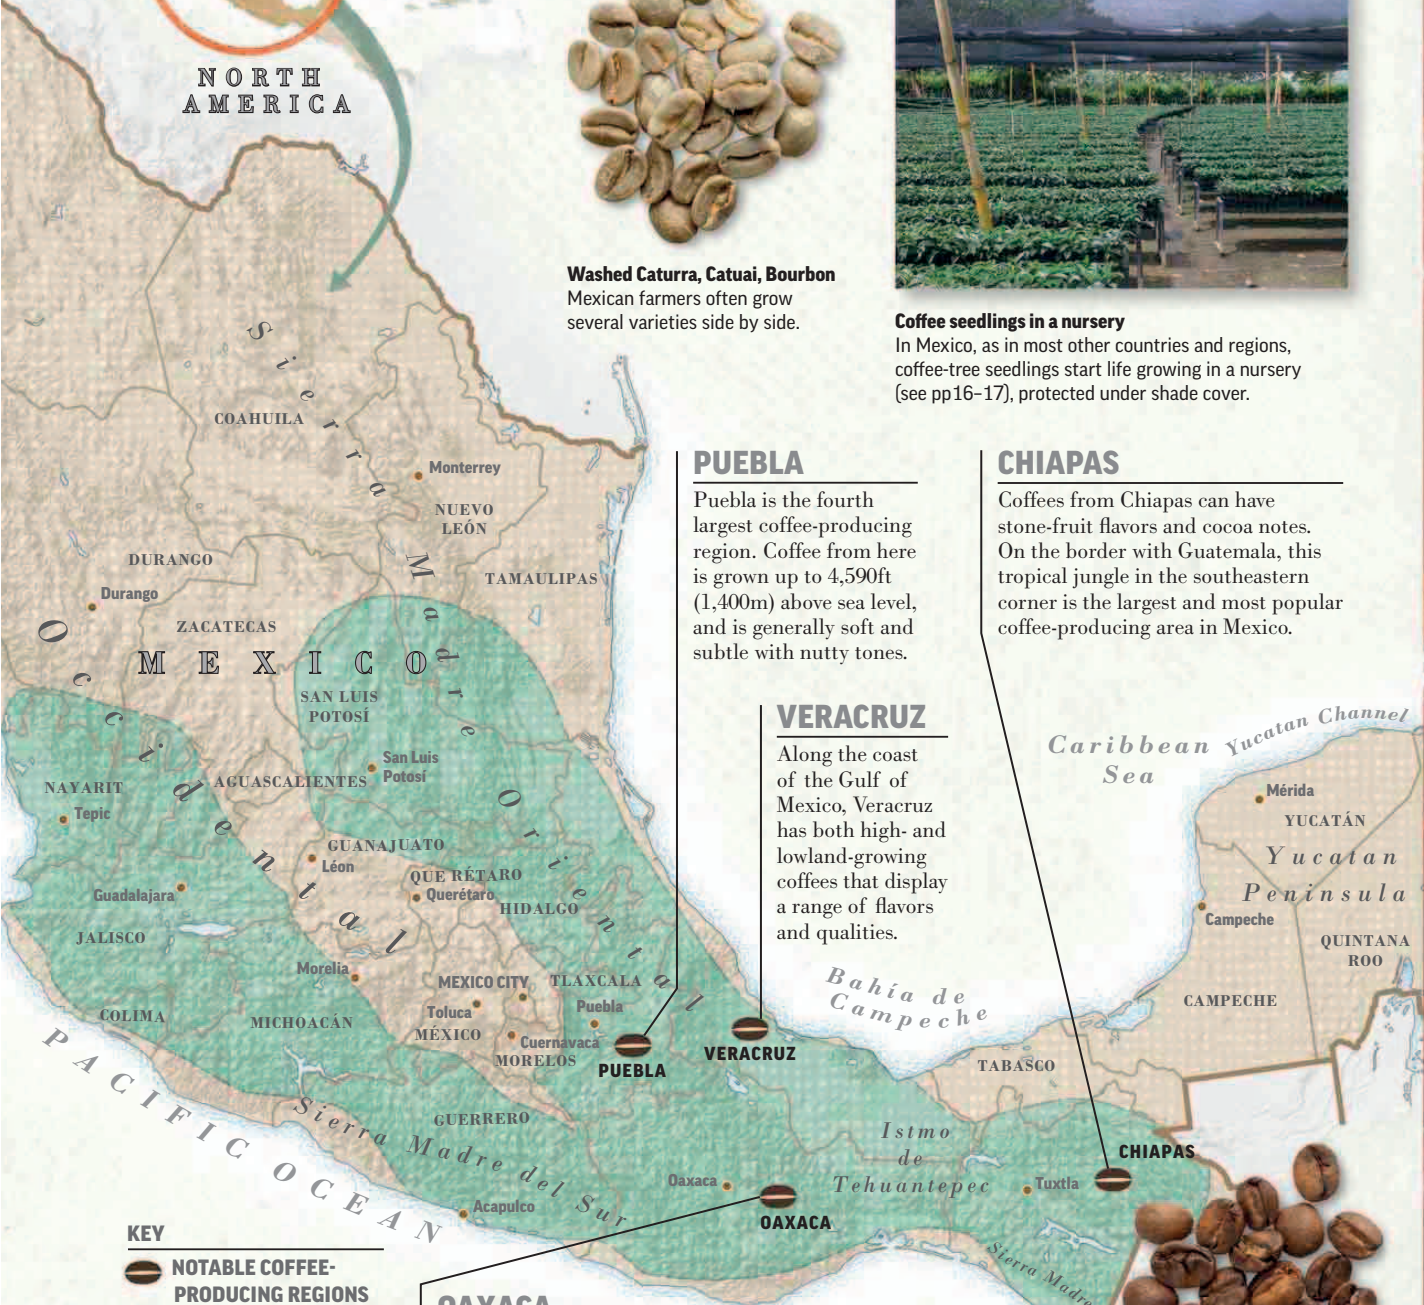 NORTH
AMERICA
Washed Caturra, Catuai, Bourbon
Mexican farmers often grow
several varieties side by side.
Coffee seedlings in a nursery
In Mexico, as in most other countries and regions,
coffee-tree seedlings start life growing in a nursery
(see pp16–17), protected under shade cover.
PUEBLA
Puebla is the fourth
largest coffee-producing
region. Coffee from here
is grown up to 4,590ft
(1,400m) above sea level,
and is generally soft and
subtle with nutty tones.
CHIAPAS
Coffees from Chiapas can have
stone-fruit flavors and cocoa notes.
On the border with Guatemala, this
tropical jungle in the southeastern
corner is the largest and most popular
coffee-producing area in Mexico.
VERACRUZ
Along the coast
of the Gulf of
Mexico, Veracruz
has both high- and
lowland-growing
coffees that display
a range of flavors
and qualities.
Sierra Madre Oriental
COAHUILA
Monterrey
NUEVO
LEÓN
DURANGO
Durango
TAMAULIPAS
ZACATECAS
MEXICO
Occidental
SAN LUIS
POTOSÍ
San Luis
Potosí
NAYARIT
Tepic
AGUASCALIENTES
GUANAJUATO
Léon
QUE RÉTARO
Querétaro
HIDALGO
Guadalajara
JALISCO
Morelia
MEXICO CITY
TLAXCALA
Toluca
Puebla
COLIMA
MICHOACÁN
MÉXICO
Cuernavaca
MORELOS
PUEBLA
VERACRUZ
Caribbean
Sea
Yucatan Channel
Mérida
YUCATÁN
Yucatan
Peninsula
Campeche
QUINTANA
ROO
CAMPECHE
Bahía de
Campeche
TABASCO
PACIFIC OCEAN
Sierra Madre del Sur
GUERRERO
Istmo
de
Tehuantepec
CHIAPAS
Oaxaca
Tuxtla
OAXACA
Acapulco
Sierra Madre
KEY
NOTABLE COFFEE-
PRODUCING REGIONS
OAXACA